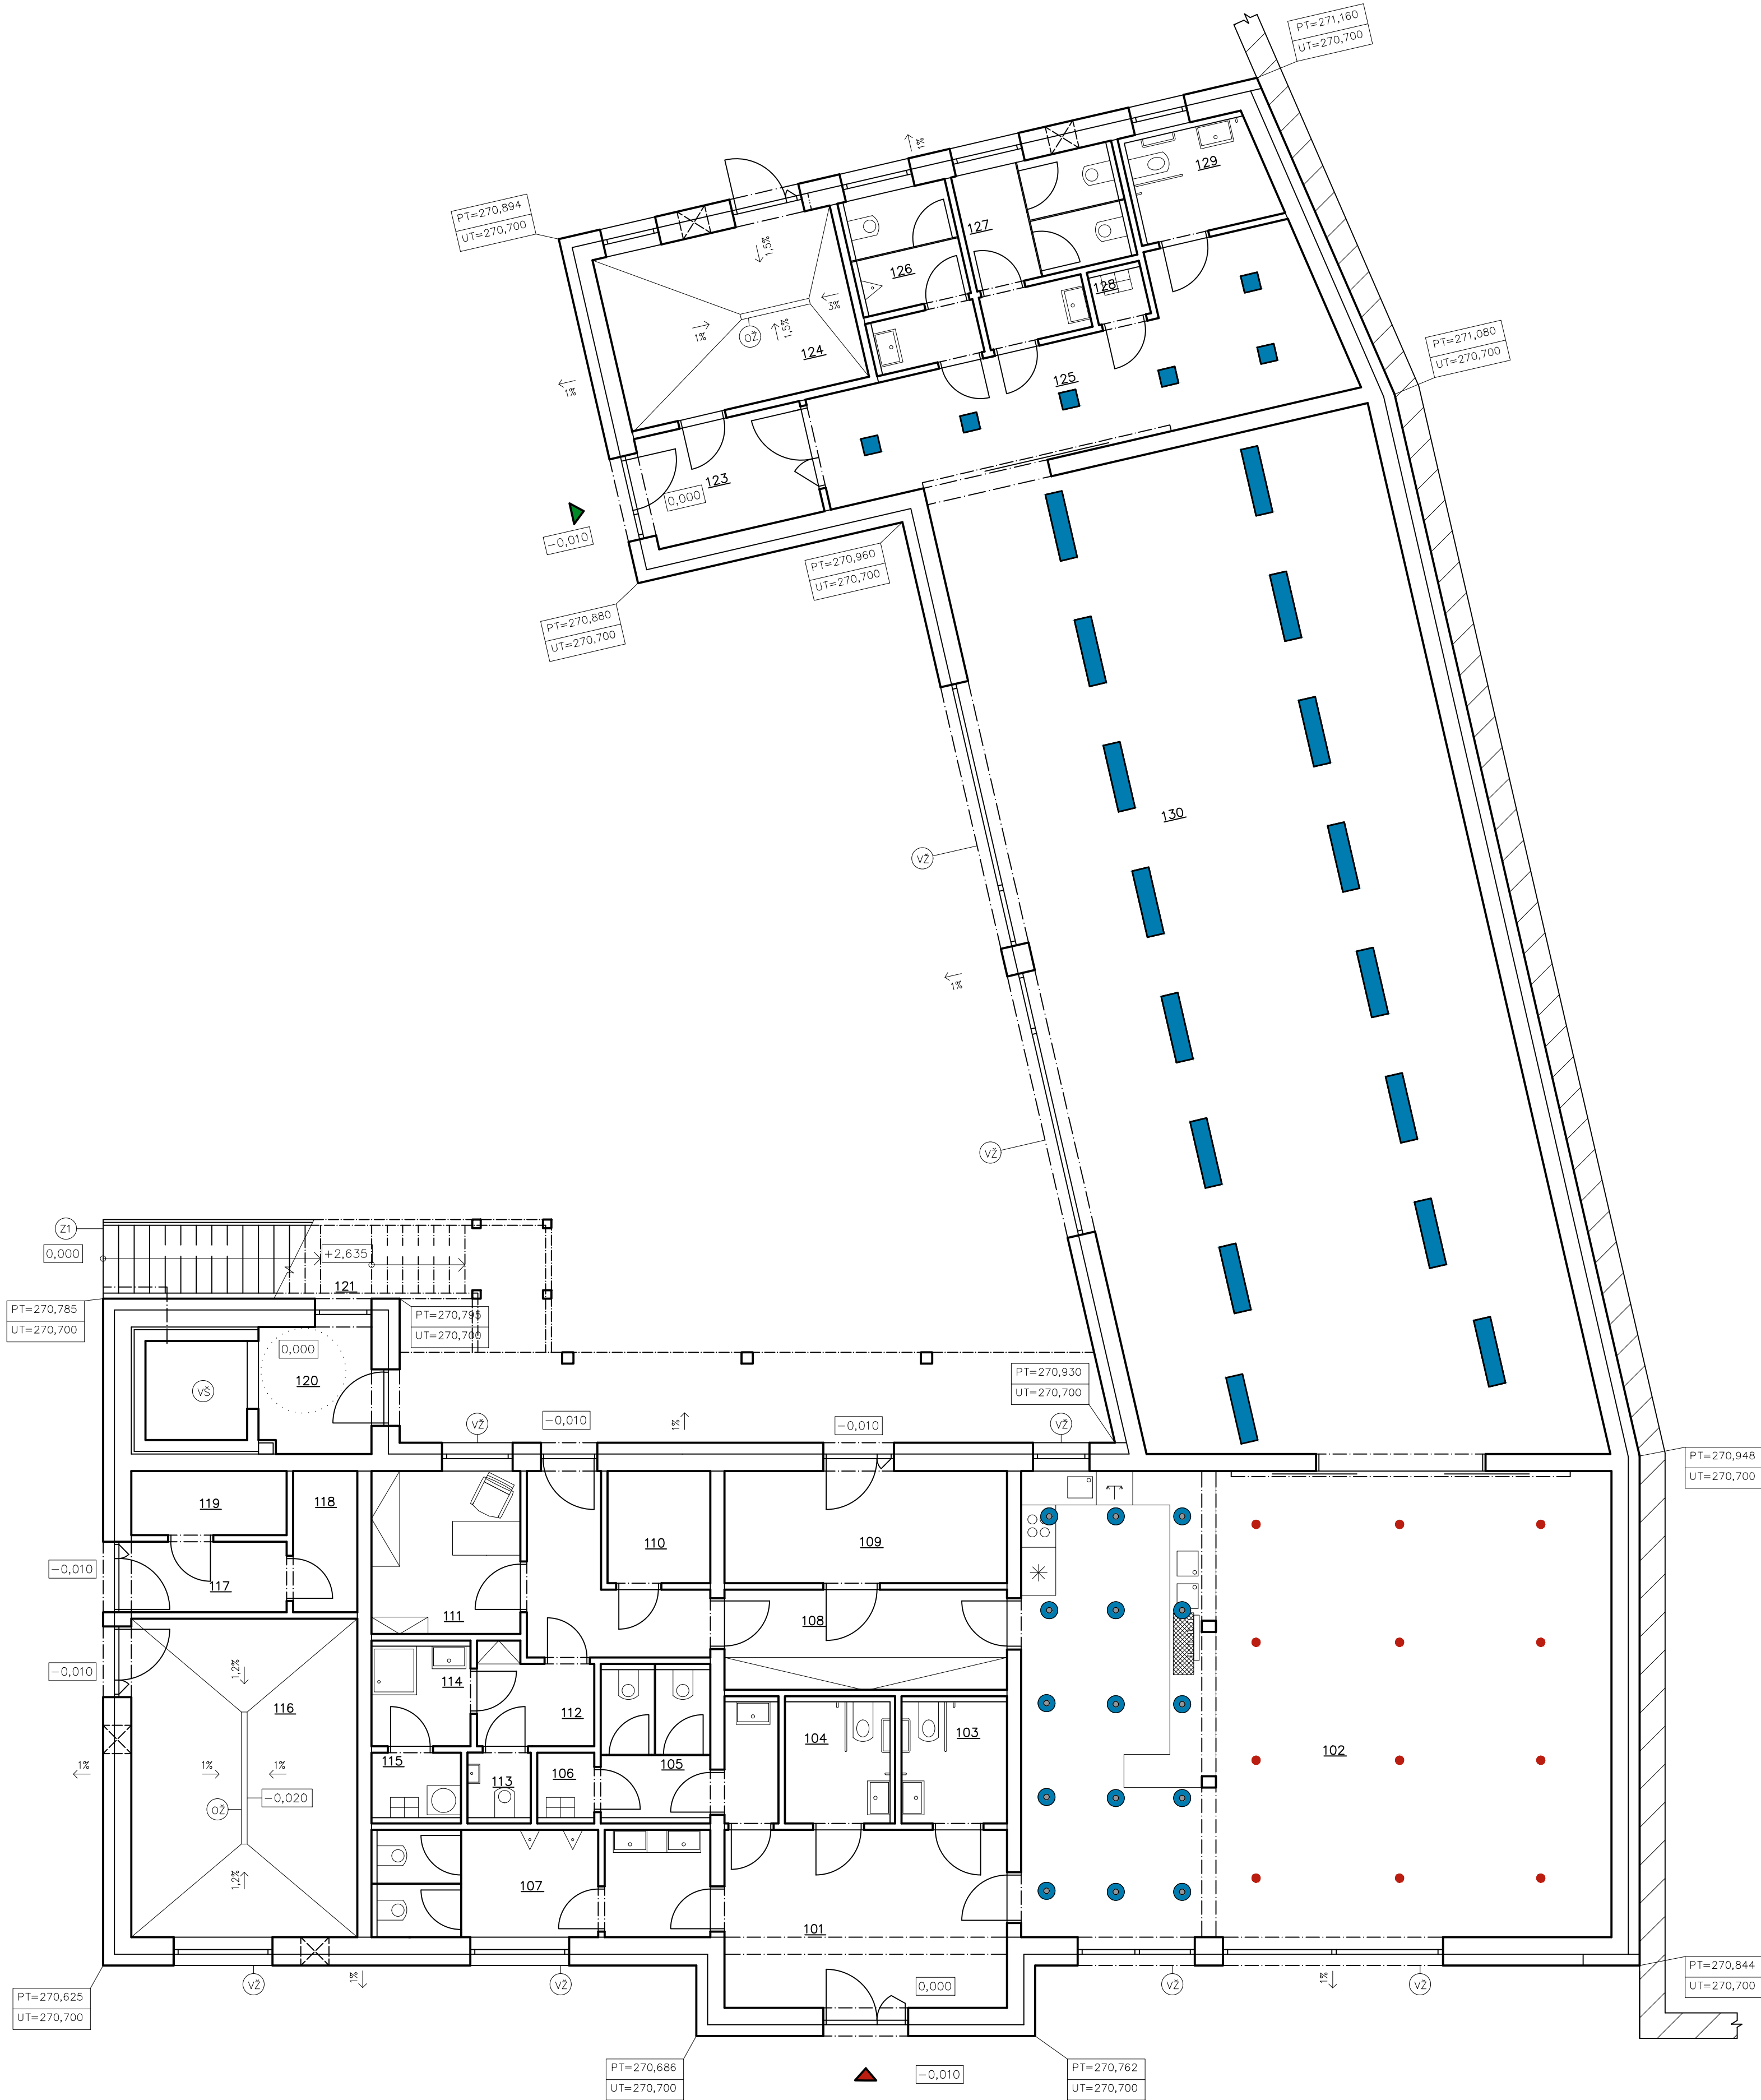 PT=271,160
UT=270,700
1%
129
PT=270,894
UT=270,700
127
1,5%
126
128
3%
1%
OŽ
1,5%
124
PT=271,080
UT=270,700
125
1%
123
0,000
-0,010
PT=270,960
UT=270,700
PT=270,880
UT=270,700
130
VŽ
1%
VŽ
Z1
0,000
+2,635
121
PT=270,785
UT=270,700
PT=270,795
UT=270,700
0,000
120
VŠ
PT=270,930
UT=270,700
VŽ
-0,010
1%
-0,010
VŽ
PT=270,948
UT=270,700
119
118
110
109
-0,010
117
111
108
-0,010
1,2%
114
116
112
104
103
102
1%
1%
1%
115
113
106
105
-0,020
OŽ
1,2%
107
101
1%
VŽ
VŽ
0,000
VŽ
1%
VŽ
PT=270,844
UT=270,700
PT=270,625
UT=270,700
PT=270,686
UT=270,700
-0,010
PT=270,762
UT=270,700